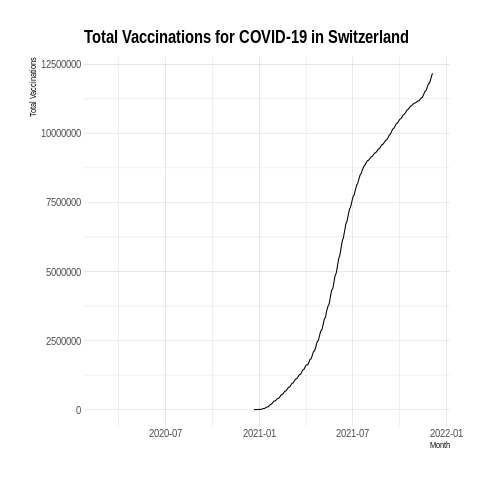 Total Vaccinations for COVID-19 in Switzerland
Total Vaccinations
12500000
10000000
7500000
5000000
2500000
0
2020-07 2021-01 2021-07 2022-01
Month